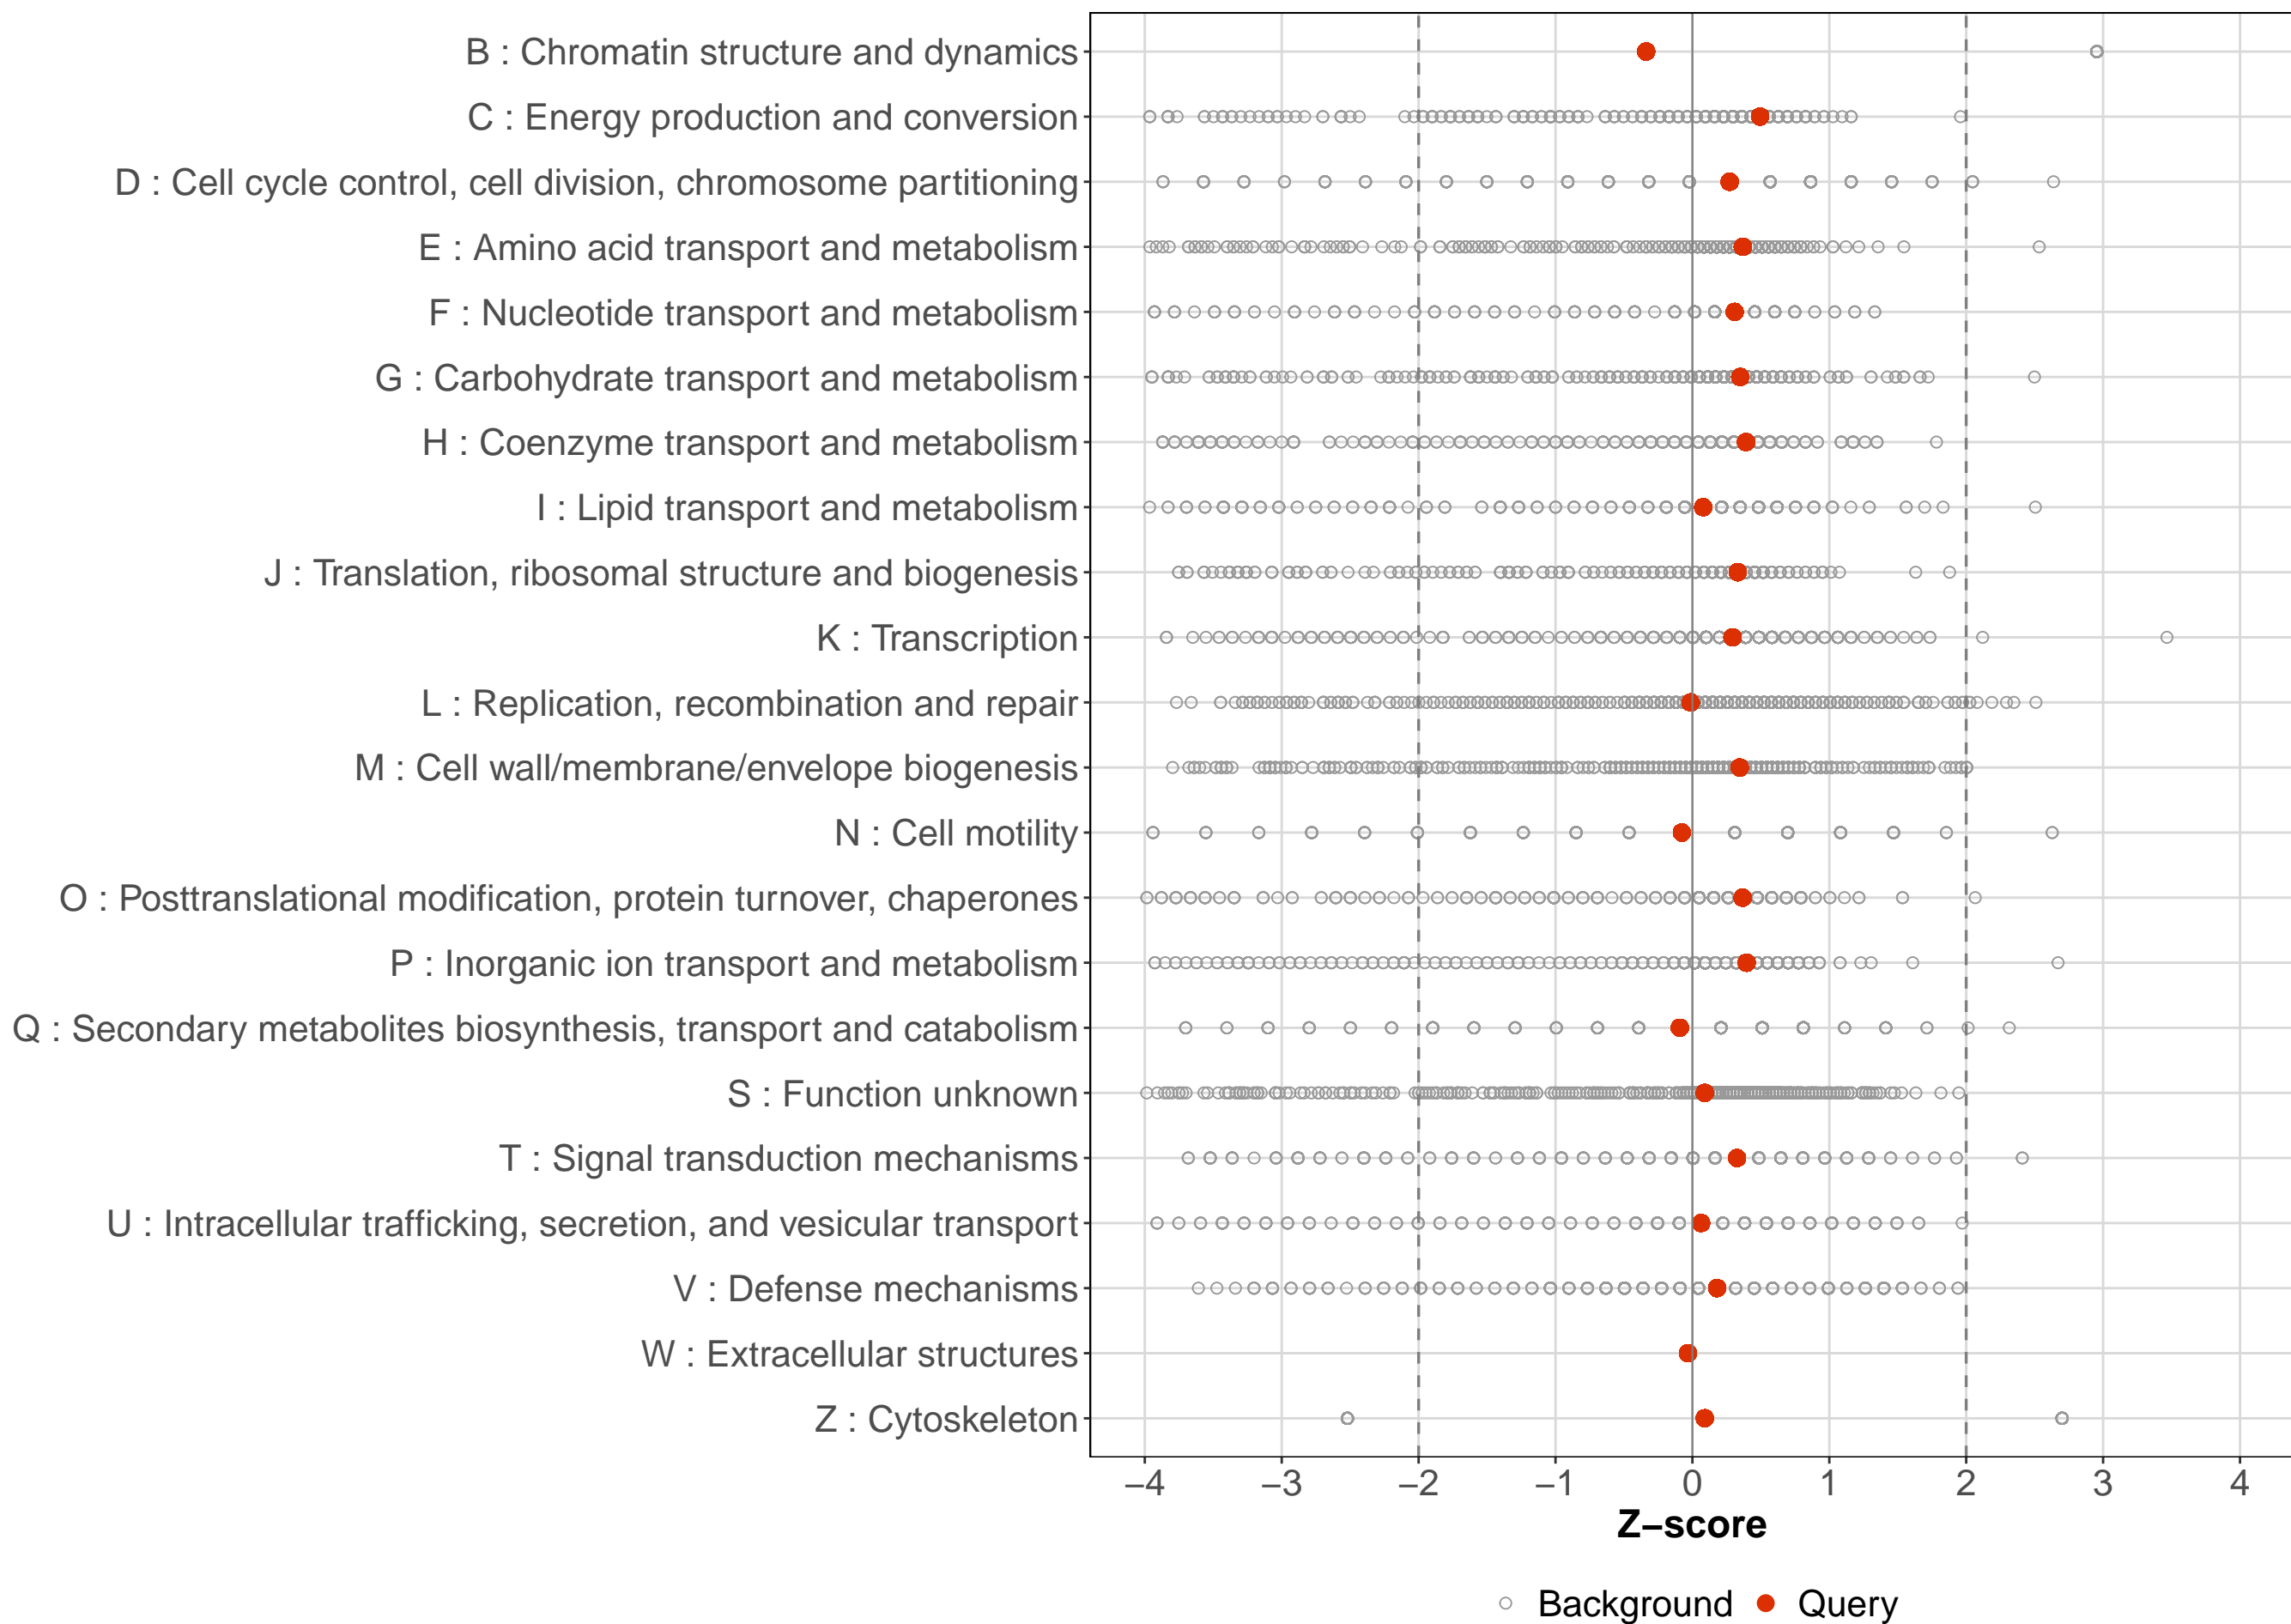 B : Chromatin structure and dynamics
C : Energy production and conversion
D : Cell cycle control, cell division, chromosome partitioning
E : Amino acid transport and metabolism
F : Nucleotide transport and metabolism
G : Carbohydrate transport and metabolism
H : Coenzyme transport and metabolism
I : Lipid transport and metabolism
J : Translation, ribosomal structure and biogenesis
K : Transcription
L : Replication, recombination and repair
M : Cell wall/membrane/envelope biogenesis
N : Cell motility
O : Posttranslational modification, protein turnover, chaperones
P : Inorganic ion transport and metabolism
Q : Secondary metabolites biosynthesis, transport and catabolism
S : Function unknown
T : Signal transduction mechanisms
U : Intracellular trafficking, secretion, and vesicular transport
V : Defense mechanisms
W : Extracellular structures
Z : Cytoskeleton
−4 −3 −2 −1 0 1 2 3 4
Z−score
Background Query